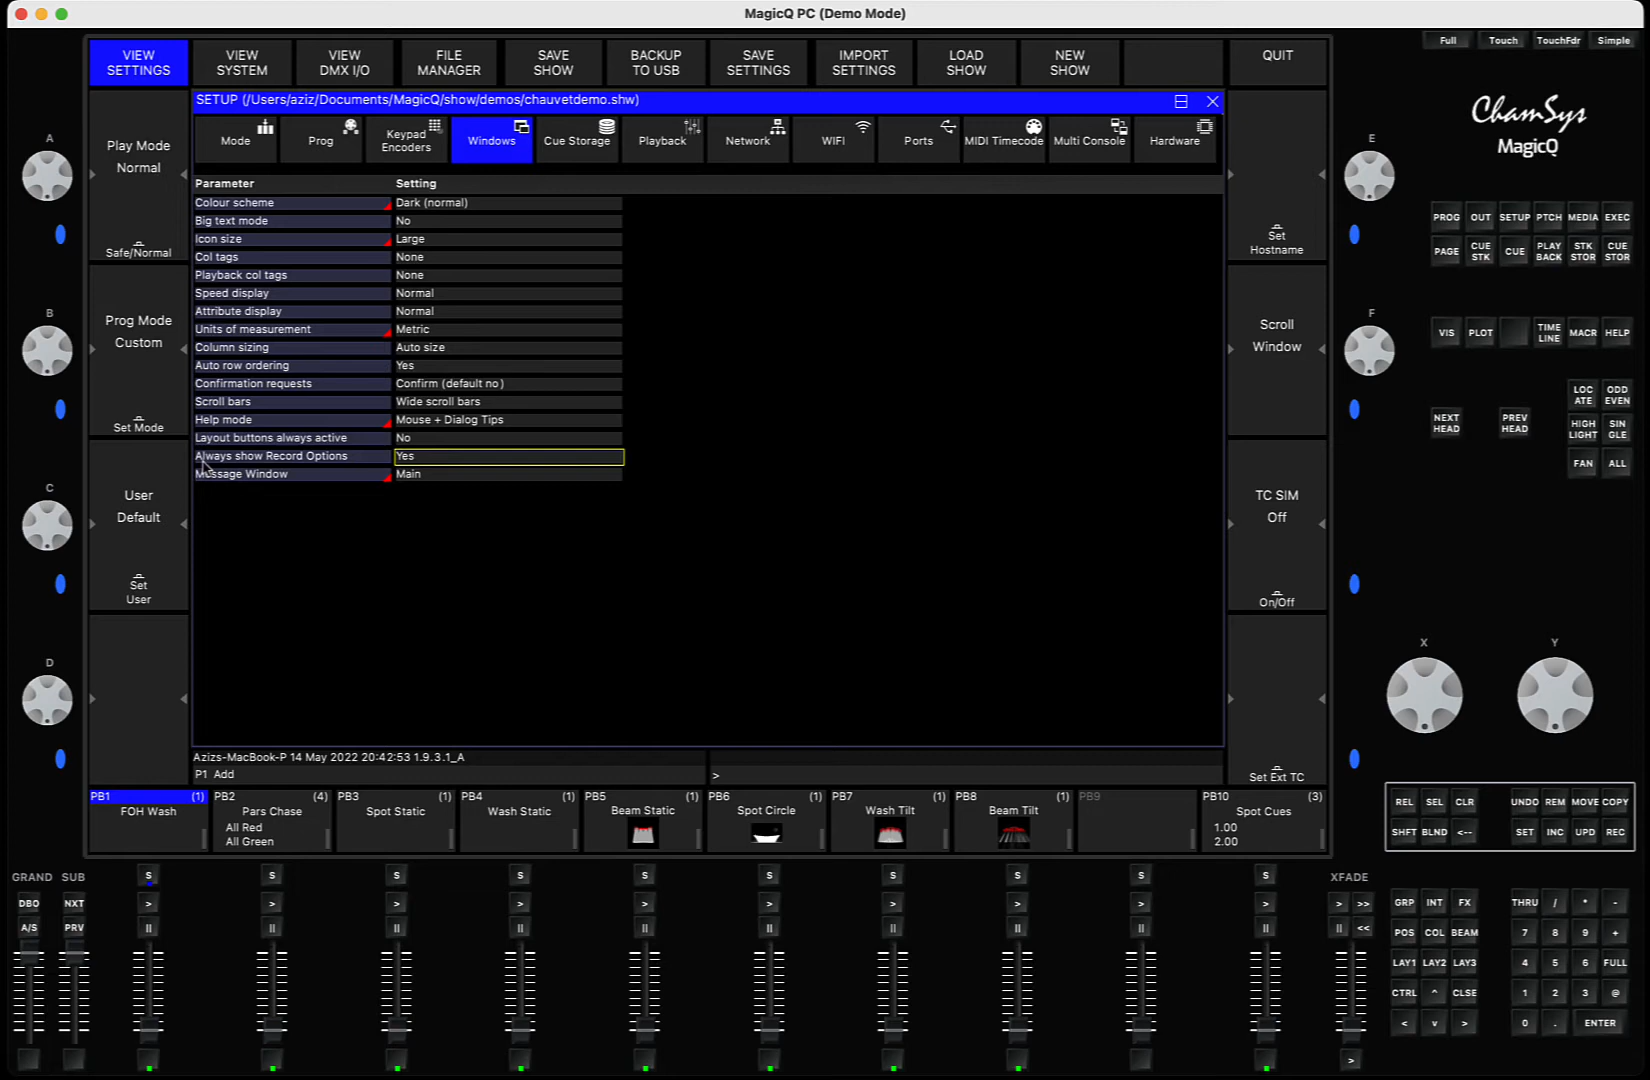 MagicQ PC (Demo Mode)
Full Touch TouchFdr Simple
VIEW SETTINGS
VIEW SYSTEM
VIEW DMX I/O
FILE MANAGER
SAVE SHOW
BACKUP TO USB
SAVE SETTINGS
IMPORT SETTINGS
LOAD SHOW
NEW SHOW
QUIT
SETUP (/Users/aziz/Documents/MagicQ/show/demos/chauvetdemo.shw)
Mode
Prog
Keypad Encoders
Windows
Cue Storage
Playback
Network
WIFI
Ports
MIDI Timecode
Multi Console
Hardware
Parameter Setting
Colour scheme Dark (normal)
Big text mode No
Icon size Large
Col tags None
Playback col tags None
Speed display Normal
Attribute display Normal
Units of measurement Metric
Column sizing Auto size
Auto row ordering Yes
Confirmation requests Confirm (default no)
Scroll bars Wide scroll bars
Help mode Mouse + Dialog Tips
Layout buttons always active No
Always show Record Options Yes
Message Window Main
A
Play Mode
Normal
Safe/Normal
B
Prog Mode
Custom
Set Mode
C
User
Default
Set
User
D
E
Set
Hostname
F
Scroll
Window
TC SIM
Off
On/Off
Set Ext TC
Azizs-MacBook-P 14 May 2022 20:42:53 1.9.3.1_A
P1 Add
>
PB1 (1)
FOH Wash
PB2 (4)
Pars Chase
All Red
All Green
PB3 (1)
Spot Static
PB4 (1)
Wash Static
PB5 (1)
Beam Static
PB6 (1)
Spot Circle
PB7 (1)
Wash Tilt
PB8 (1)
Beam Tilt
PB9
PB10 (3)
Spot Cues
1.00
2.00
ChamSys
MagicQ
PROG OUT SETUP PTCH MEDIA EXEC
PAGE CUE STK CUE PLAY BACK STK STOR CUE STOR
VIS PLOT TIME LINE MACR HELP
LOC ATE ODD EVEN
NEXT HEAD PREV HEAD HIGH LIGHT SIN GLE
FAN ALL
X Y
REL SEL CLR UNDO REM MOVE COPY
SHFT BLND <-- SET INC UPD REC
GRAND SUB
DBO NXT
A/S PRV
S S S S S S S S S S
> > > > > > > > > >
II II II II II II II II II II
XFADE
> >>
II <<
>
GRP INT FX THRU / * -
POS COL BEAM 7 8 9 +
LAY1 LAY2 LAY3 4 5 6 FULL
CTRL ^ CLSE 1 2 3 @
< v > 0 . ENTER